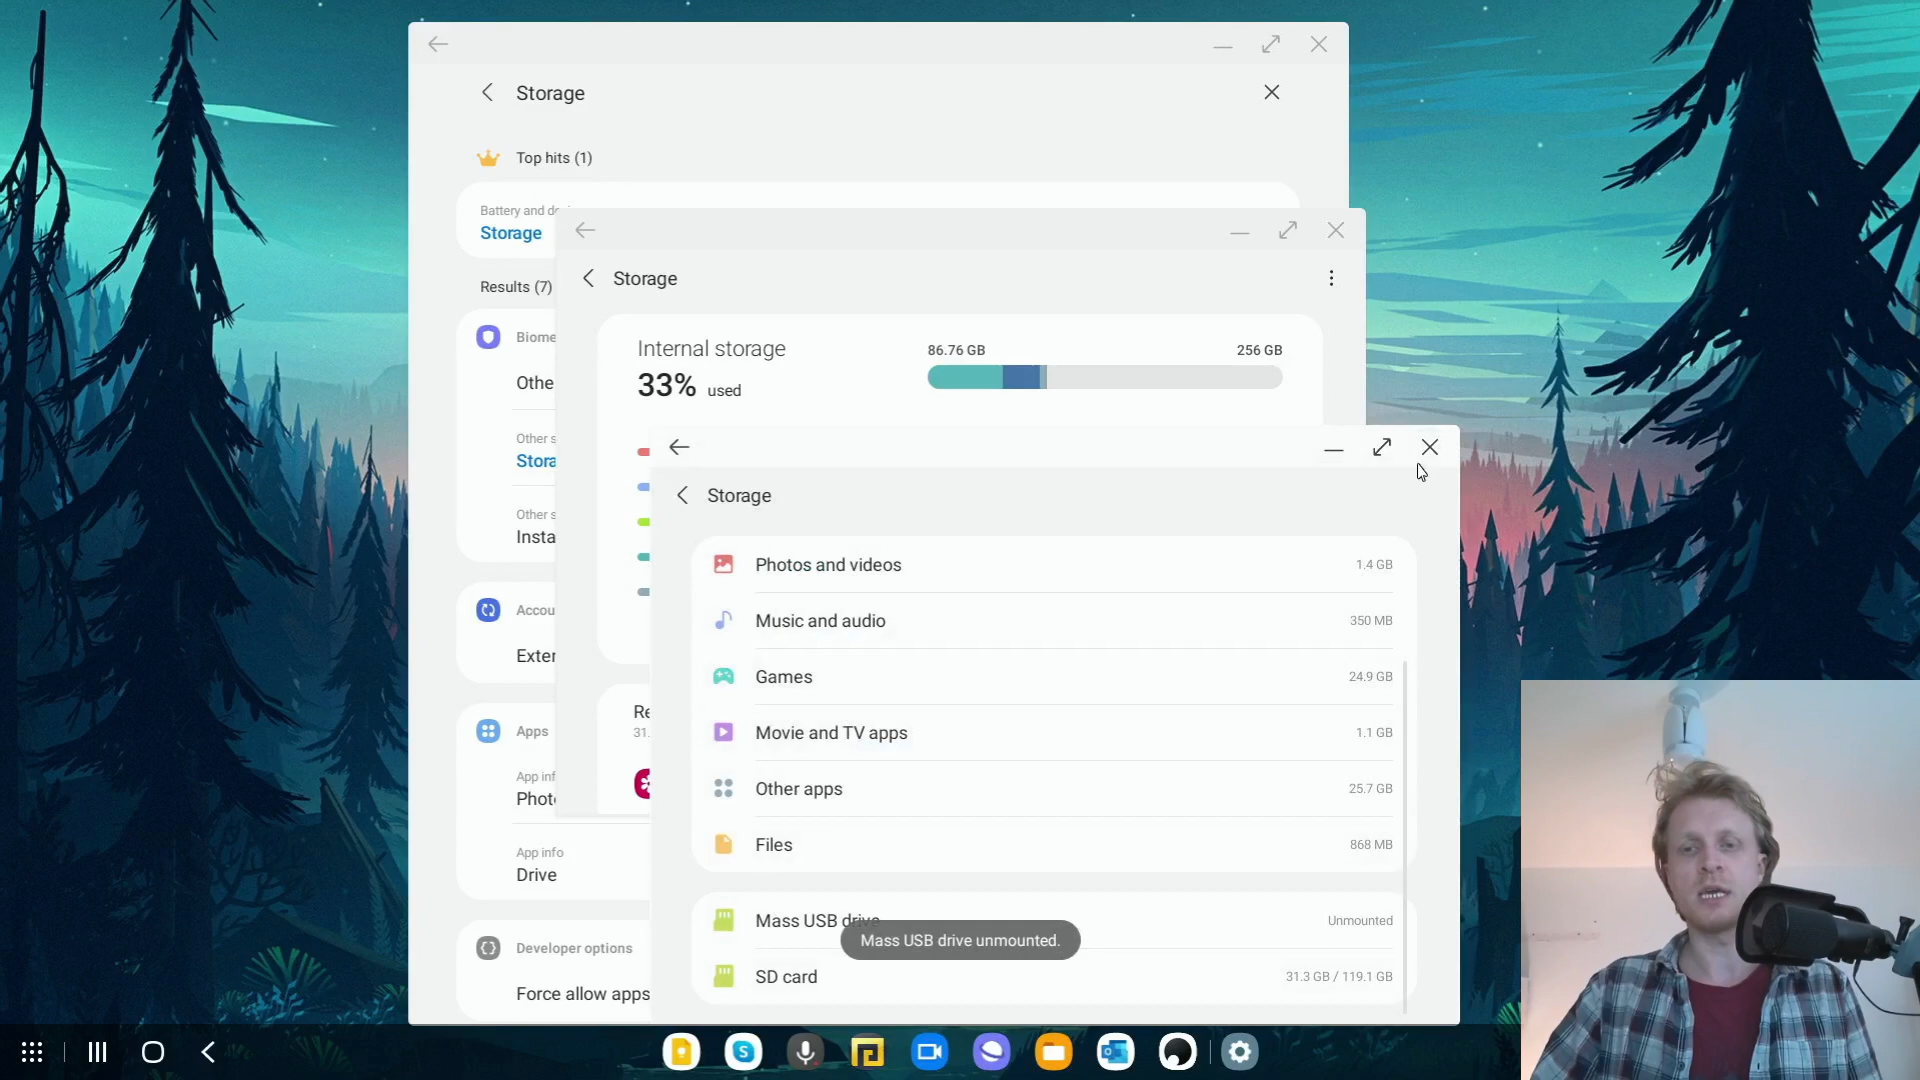 Storage
Top hits (1)
Battery and de
Storage
Results (7)
Biome
Othe
Other s
Stora
Other s
Insta
Accou
Exter
Apps
App inf
Phot
App info
Drive
Developer options
Force allow apps
Storage
Internal storage
33% used
86.76 GB
256 GB
Re
31.
Storage
Photos and videos 1.4 GB
Music and audio 350 MB
Games 24.9 GB
Movie and TV apps 1.1 GB
Other apps 25.7 GB
Files 868 MB
Mass USB drive Unmounted
Mass USB drive unmounted.
SD card 31.3 GB / 119.1 GB